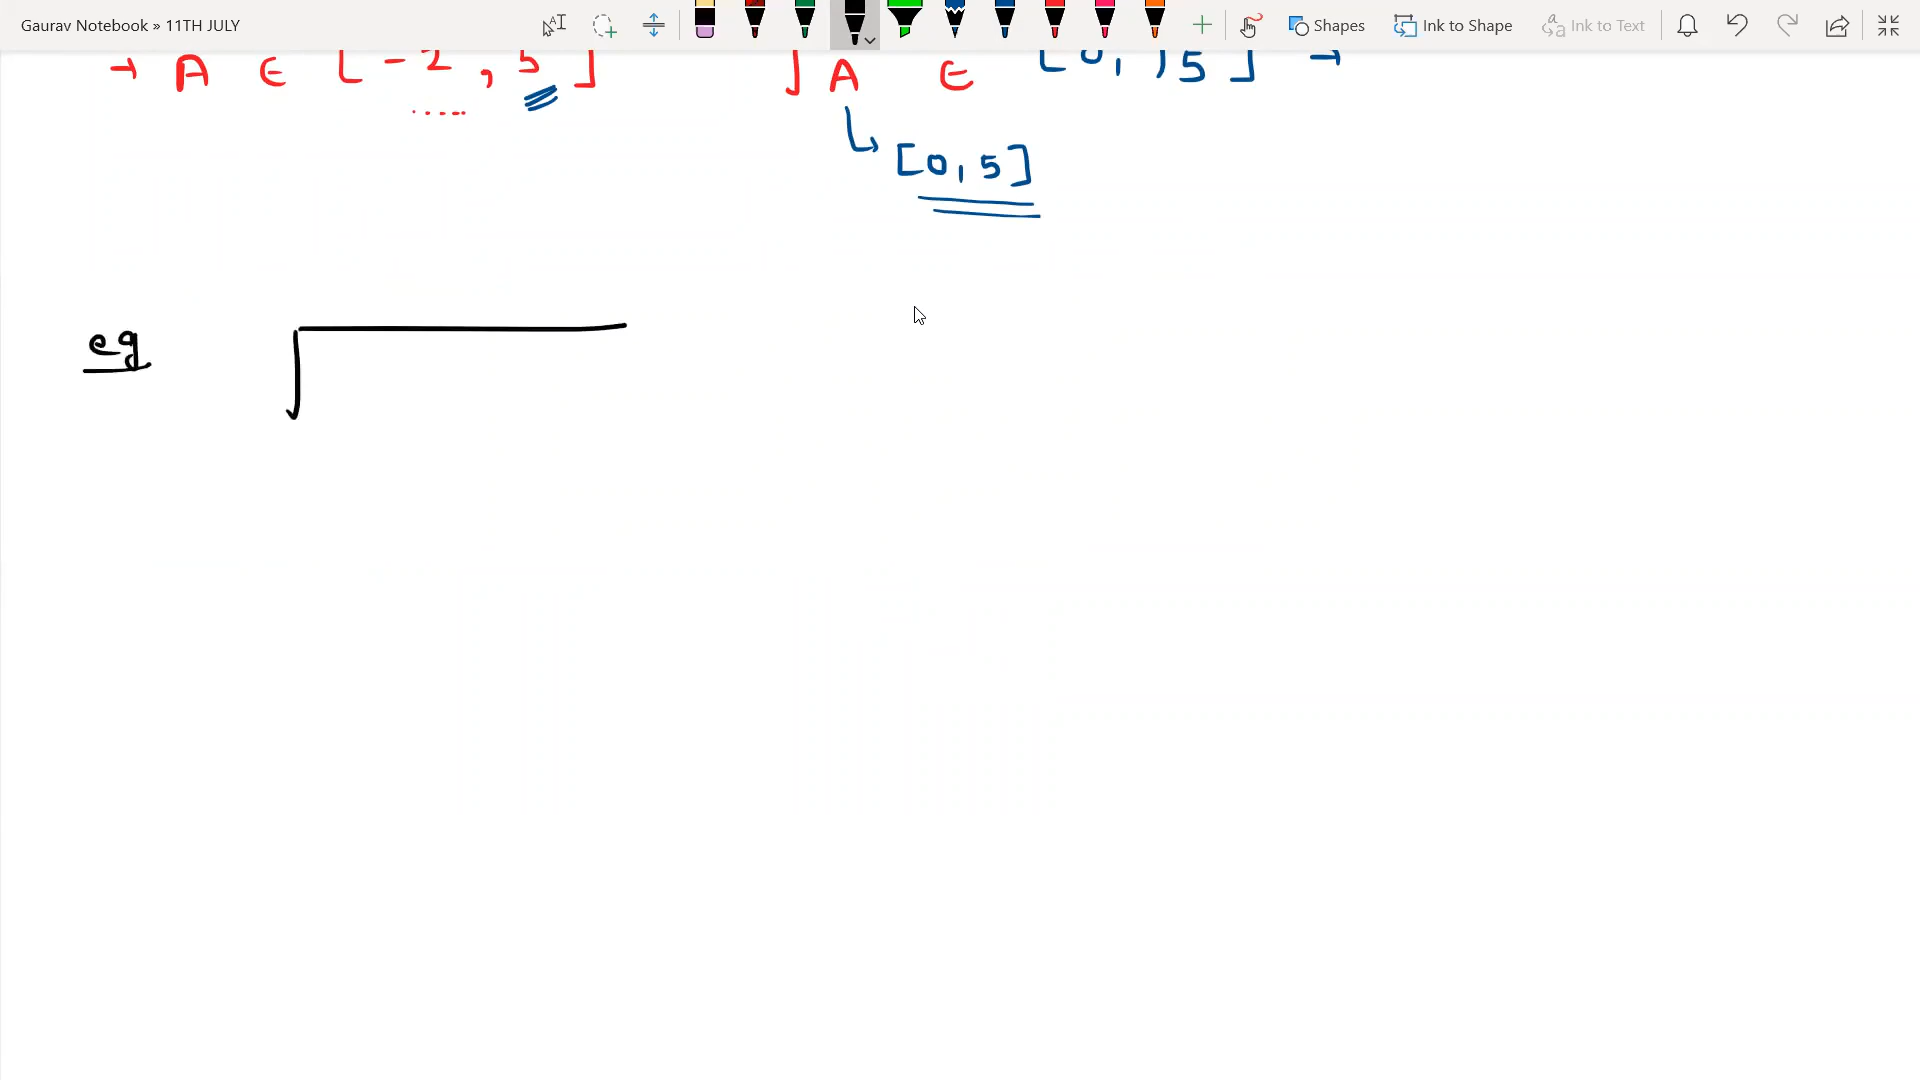 Gaurav Notebook » 11TH JULY
Shapes
Ink to Shape
Ink to Text
→ A ∈ [-2, 5] √A ∈ [0, √5] →
[0, 5]
eg √